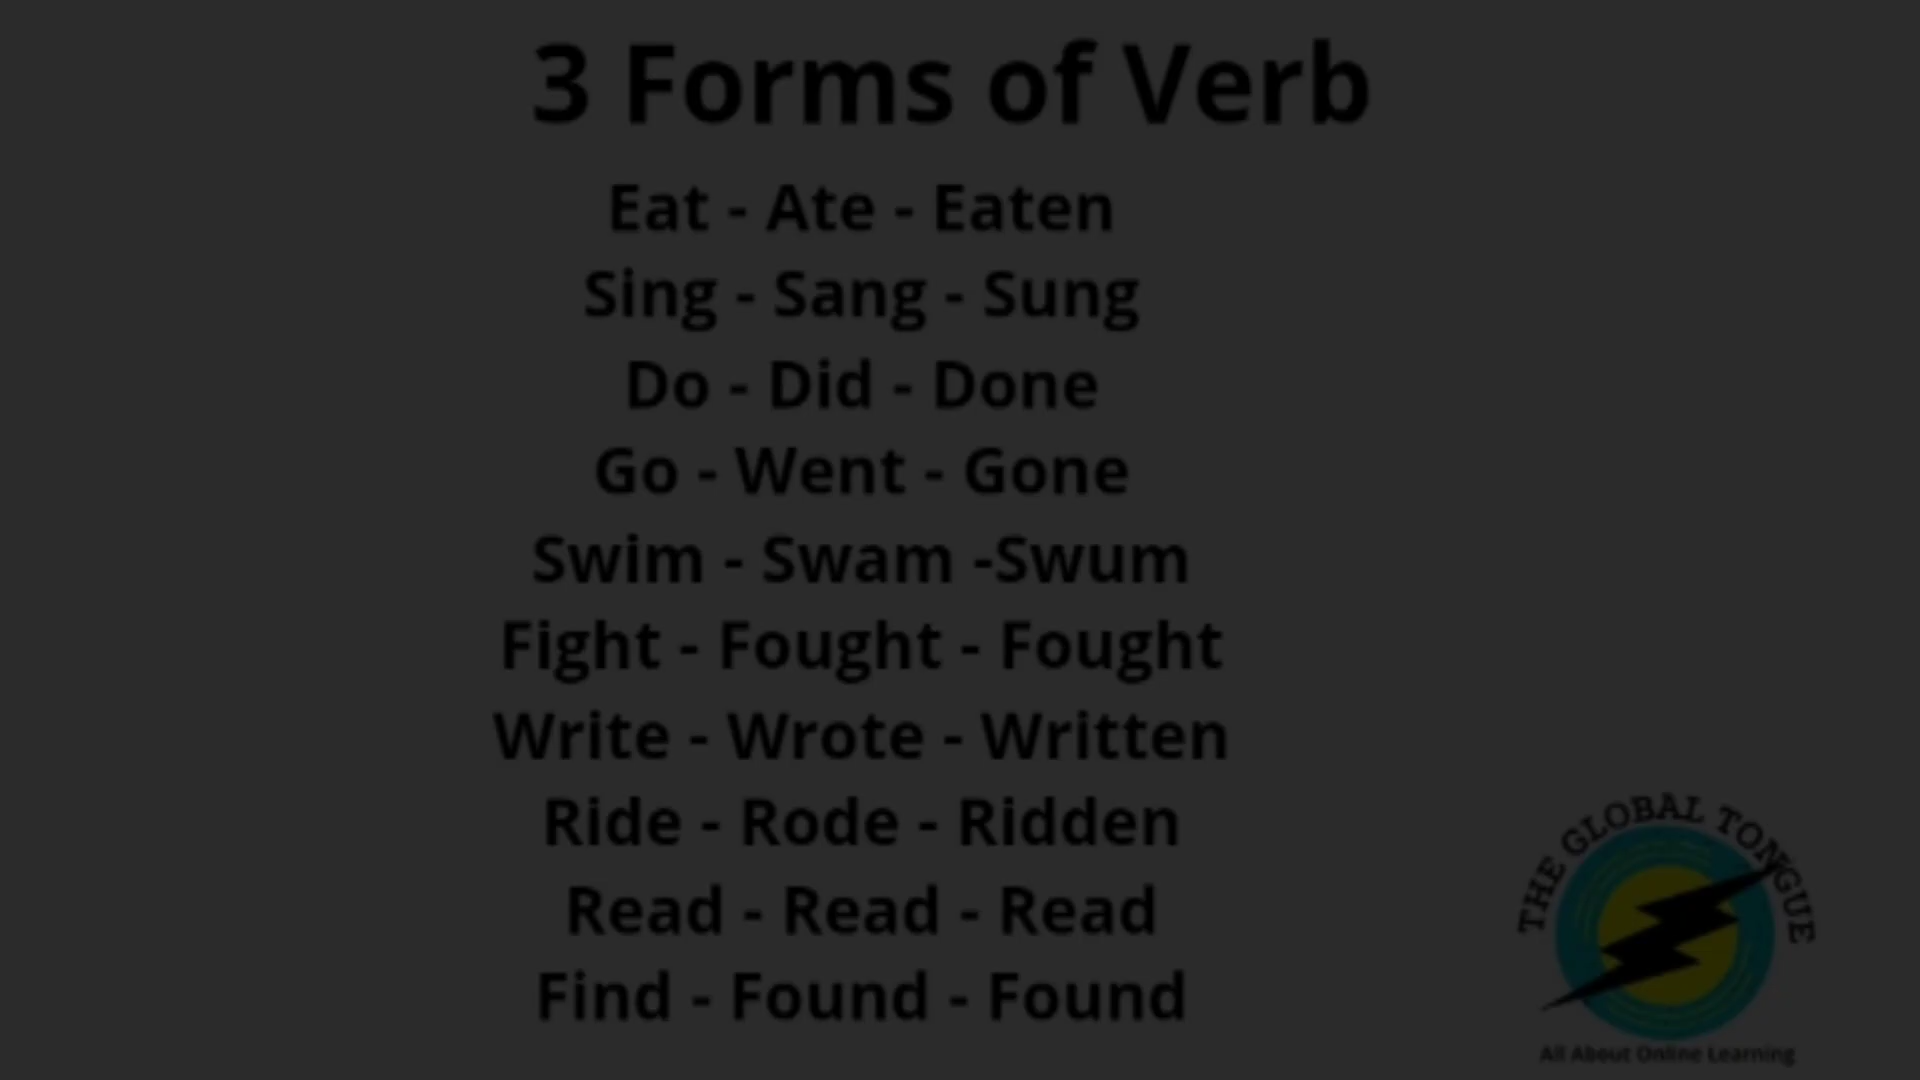 3 Forms of Verb
Eat - Ate - Eaten
Sing - Sang - Sung
Do - Did - Done
Go - Went - Gone
Swim - Swam -Swum
Fight - Fought - Fought
Write - Wrote - Written
Ride - Rode - Ridden
Read - Read - Read
Find - Found - Found
THE GLOBAL TONGUE
All About Online Learning